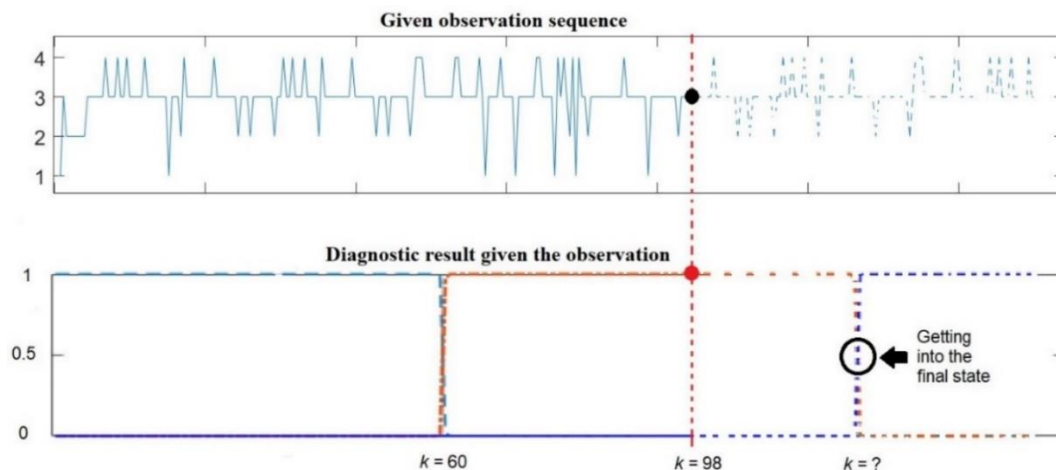 Given observation sequence
4
3
2
1
Diagnostic result given the observation
1
0.5
0
Getting
into the
final state
k = 60
k = 98
k = ?